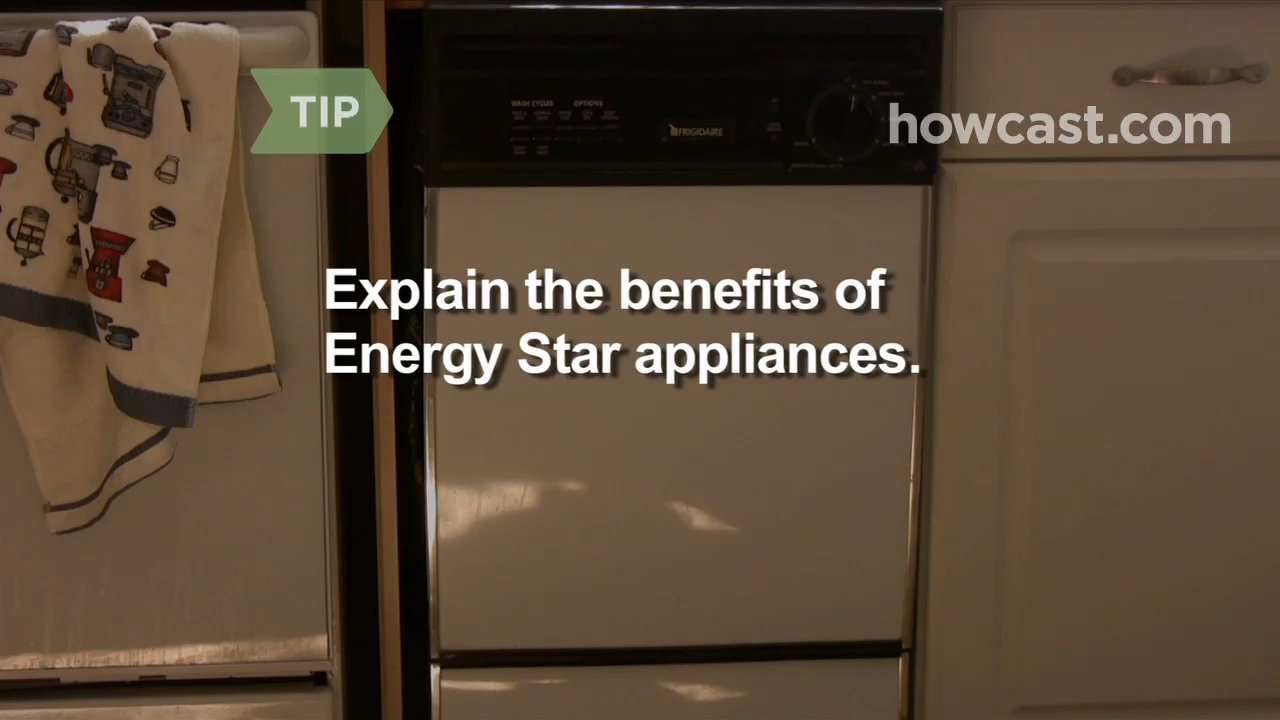 TIP
howcast.com
WASH CYCLES OPTIONS
FRIGIDAIRE
Explain the benefits of
Energy Star appliances.